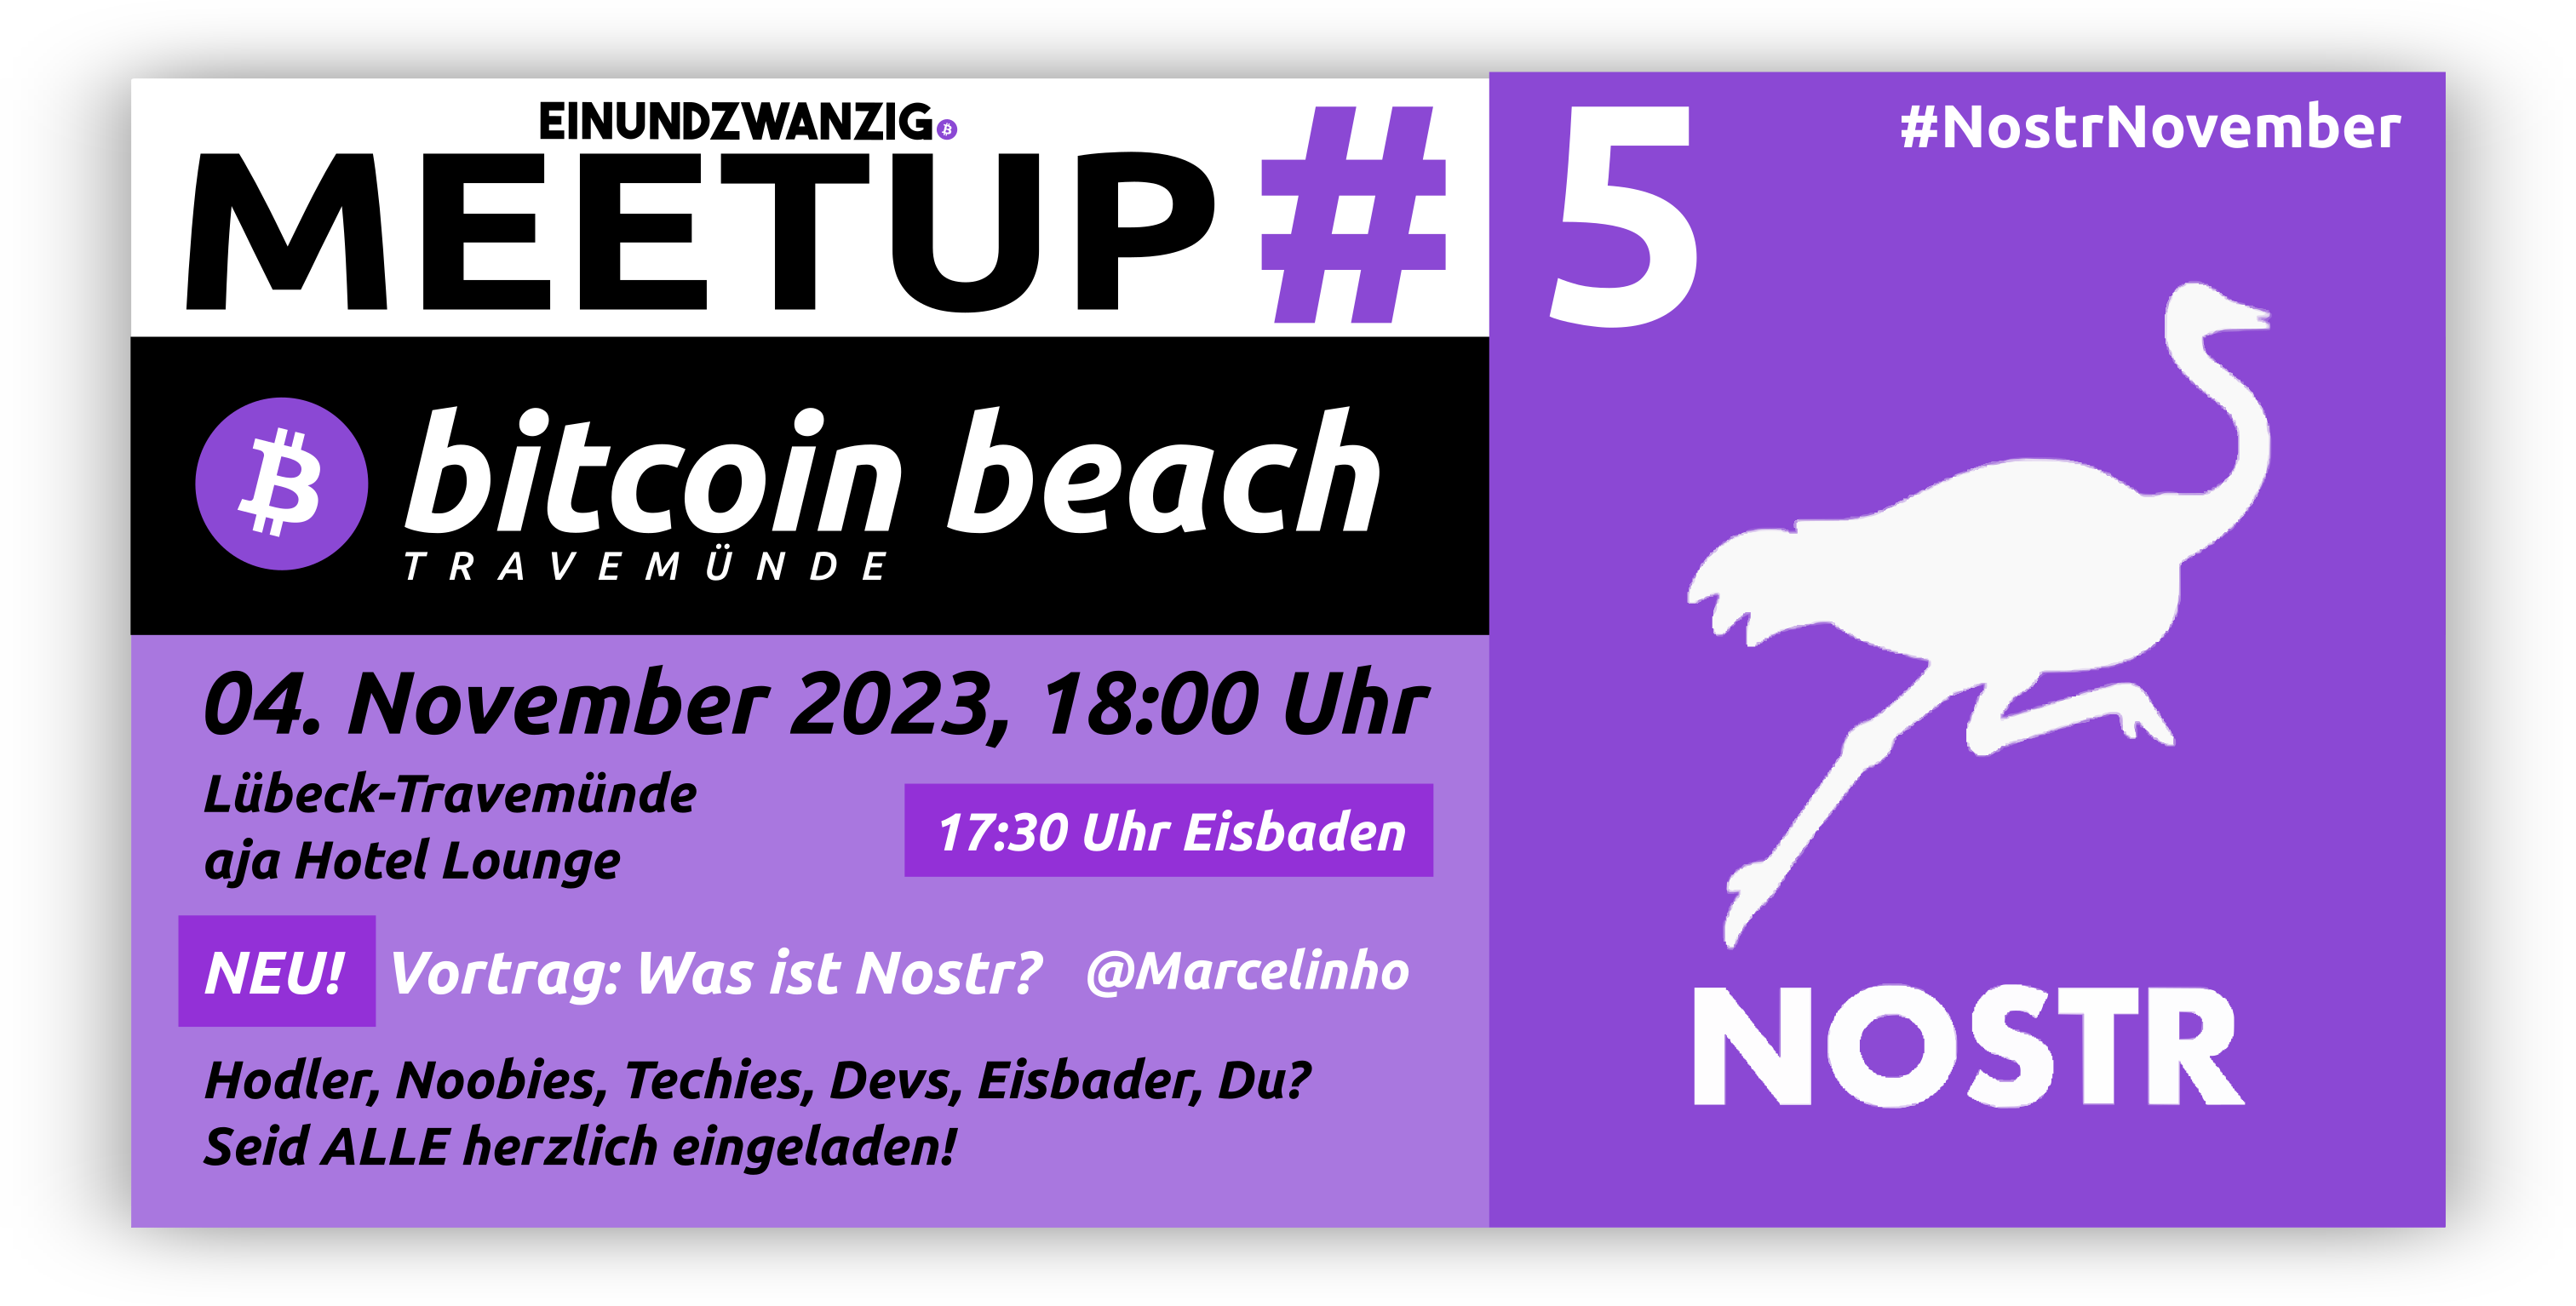 EINUNDZWANZIG
MEETUP #5
#NostrNovember
bitcoin beach
TRAVEMÜNDE
04. November 2023, 18:00 Uhr
Lübeck-Travemünde
aja Hotel Lounge
17:30 Uhr Eisbaden
NEU! Vortrag: Was ist Nostr? @Marcelinho
Hodler, Noobies, Techies, Devs, Eisbader, Du?
Seid ALLE herzlich eingeladen!
NOSTR